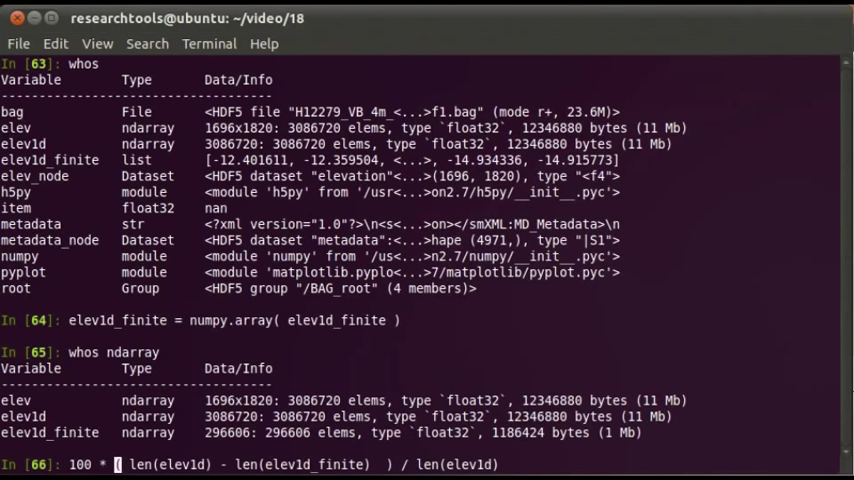 researchtools@ubuntu: ~/video/18
File Edit View Search Terminal Help
In [63]: whos
Variable Type Data/Info
----------------------------------
bag File <HDF5 file "H12279_VB_4m_<...>f1.bag" (mode r+, 23.6M)>
elev ndarray 1696x1820: 3086720 elems, type `float32`, 12346880 bytes (11 Mb)
elev1d ndarray 3086720: 3086720 elems, type `float32`, 12346880 bytes (11 Mb)
elev1d_finite list [-12.401611, -12.359504, <...>, -14.934336, -14.915773]
elev_node Dataset <HDF5 dataset "elevation"<...>(1696, 1820), type "<f4">
h5py module <module 'h5py' from '/usr<...>on2.7/h5py/__init__.pyc'>
item float32 nan
metadata str <?xml version="1.0"?>\n<s<...>on></smXML:MD_Metadata>\n
metadata_node Dataset <HDF5 dataset "metadata":<...>hape (4971,), type "|S1">
numpy module <module 'numpy' from '/us<...>n2.7/numpy/__init__.pyc'>
pyplot module <module 'matplotlib.pyplo<...>7/matplotlib/pyplot.pyc'>
root Group <HDF5 group "/BAG_root" (4 members)>
In [64]: elev1d_finite = numpy.array( elev1d_finite )
In [65]: whos ndarray
Variable Type Data/Info
----------------------------------
elev ndarray 1696x1820: 3086720 elems, type `float32`, 12346880 bytes (11 Mb)
elev1d ndarray 3086720: 3086720 elems, type `float32`, 12346880 bytes (11 Mb)
elev1d_finite ndarray 296606: 296606 elems, type `float32`, 1186424 bytes (1 Mb)
In [66]: 100 * ( len(elev1d) - len(elev1d_finite)  ) / len(elev1d)